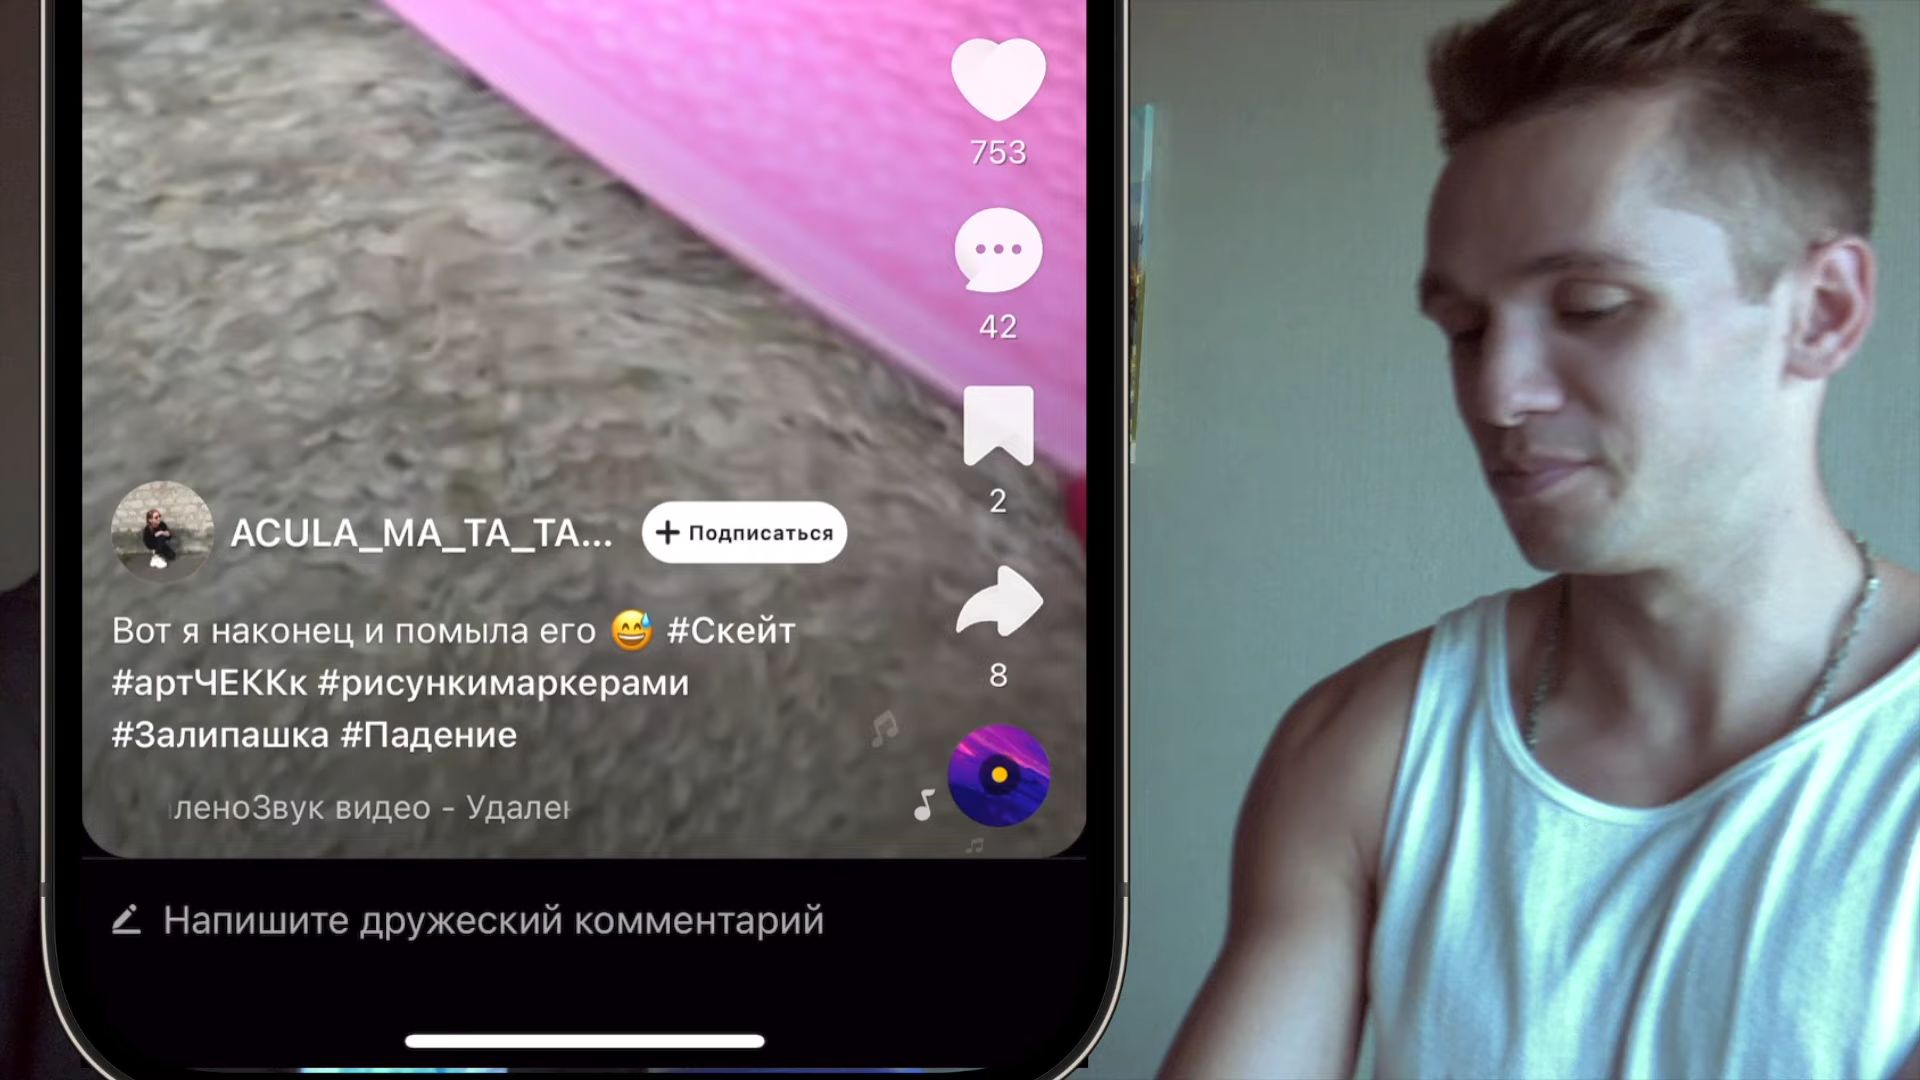 753
42
2
ACULA_MA_TA_TA...
Подписаться
Вот я наконец и помыла его 😅 #Скейт
#артЧЕККк #рисункимаркерами
#Залипашка #Падение
8
леноЗвук видео - Удален
Напишите дружеский комментарий